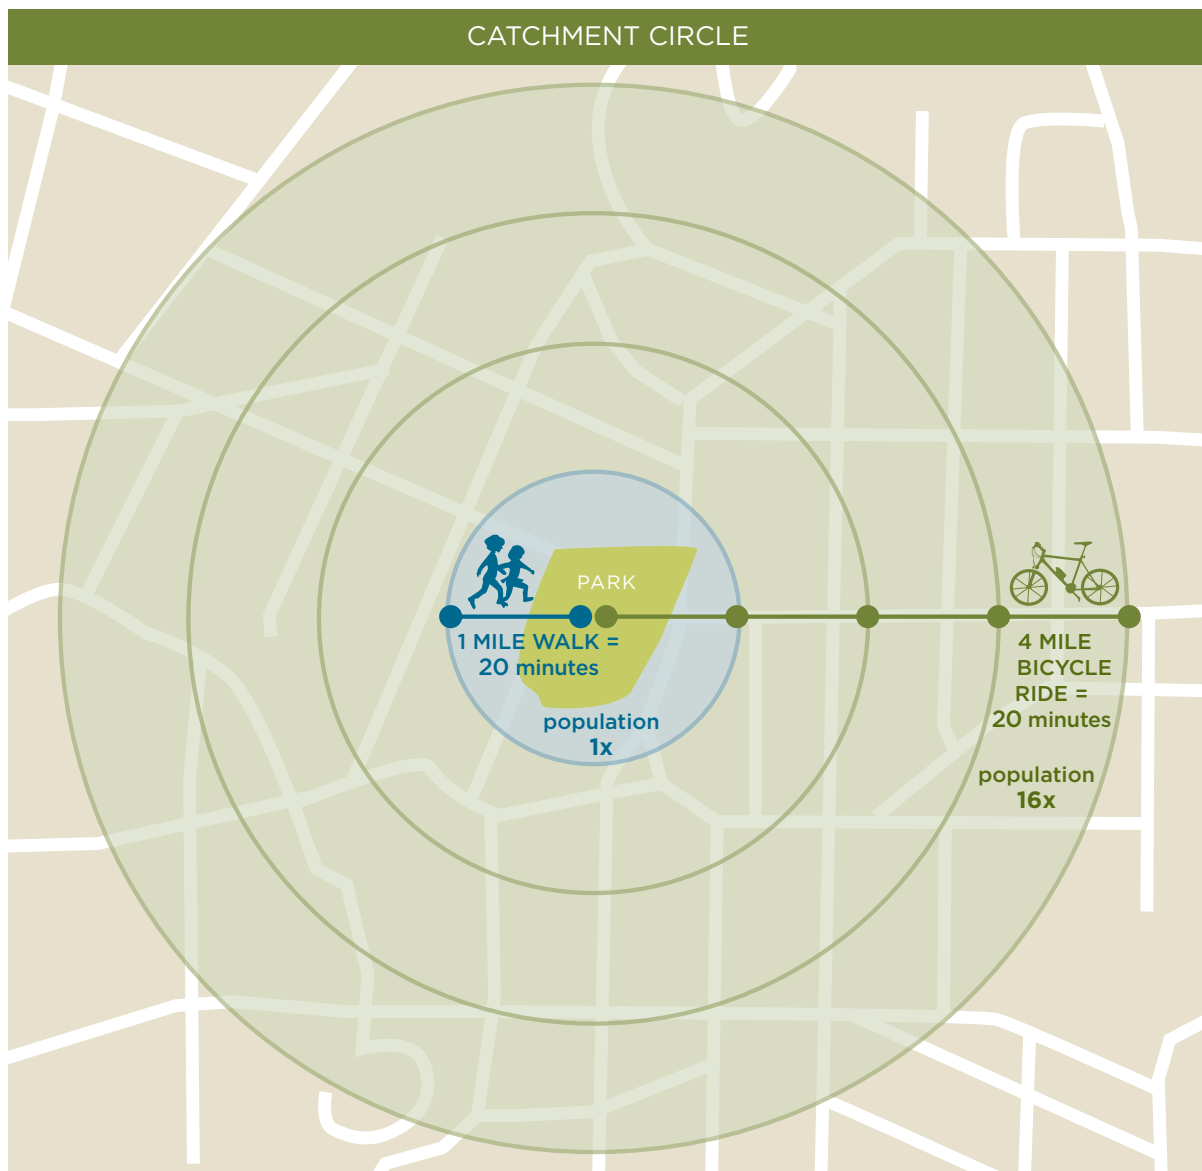 CATCHMENT CIRCLE
PARK
1 MILE WALK =
20 minutes
population
1x
4 MILE
BICYCLE
RIDE =
20 minutes
population
16x